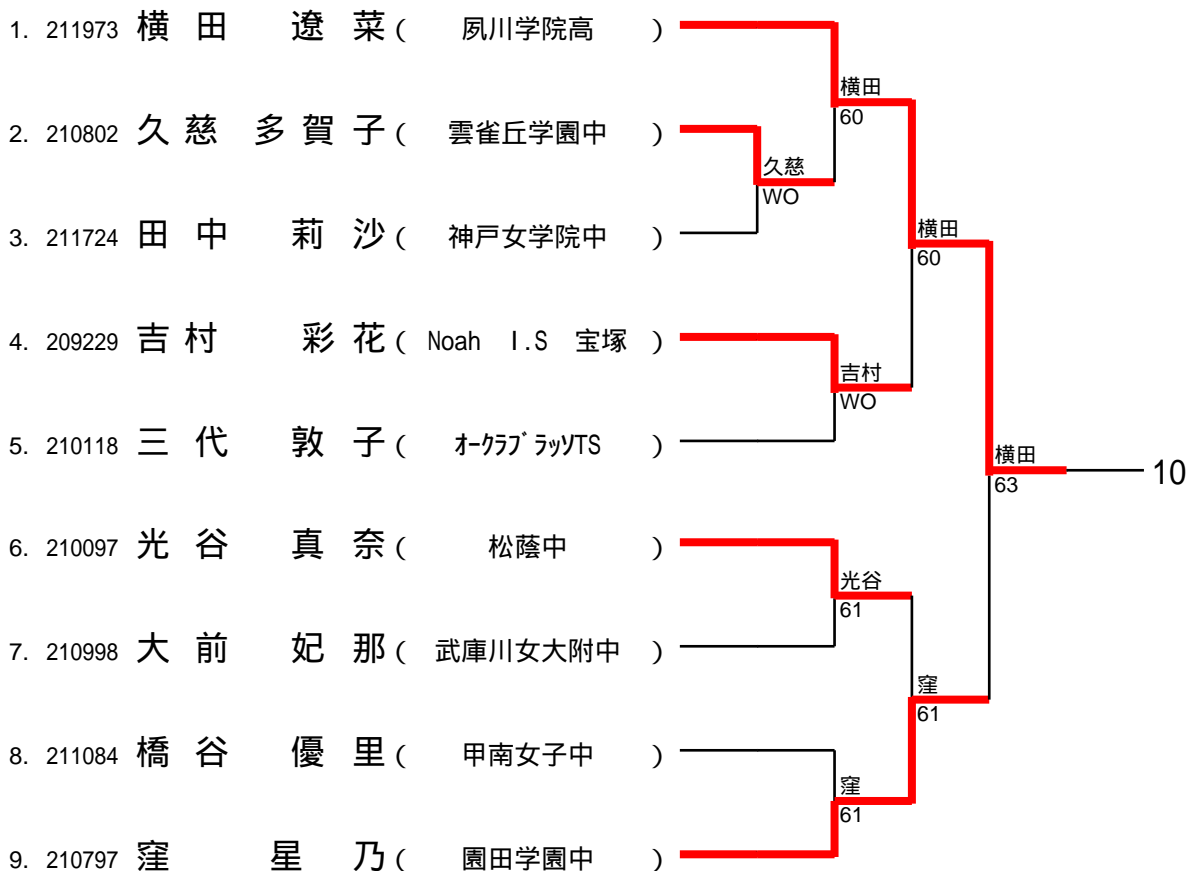 1. 211973 横田 遼菜 ( 夙川学院高 )
横田
60
2. 210802 久慈 多賀子 ( 雲雀丘学園中 )
久慈
WO
3. 211724 田中 莉沙 ( 神戸女学院中 )
横田
60
4. 209229 吉村 彩花 ( Noah I.S 宝塚 )
吉村
WO
5. 210118 三代 敦子 ( オークラブラッソTS )
横田
63
10
6. 210097 光谷 真奈 ( 松蔭中 )
光谷
61
7. 210998 大前 妃那 ( 武庫川女大附中 )
窪
61
8. 211084 橋谷 優里 ( 甲南女子中 )
窪
61
9. 210797 窪 星乃 ( 園田学園中 )